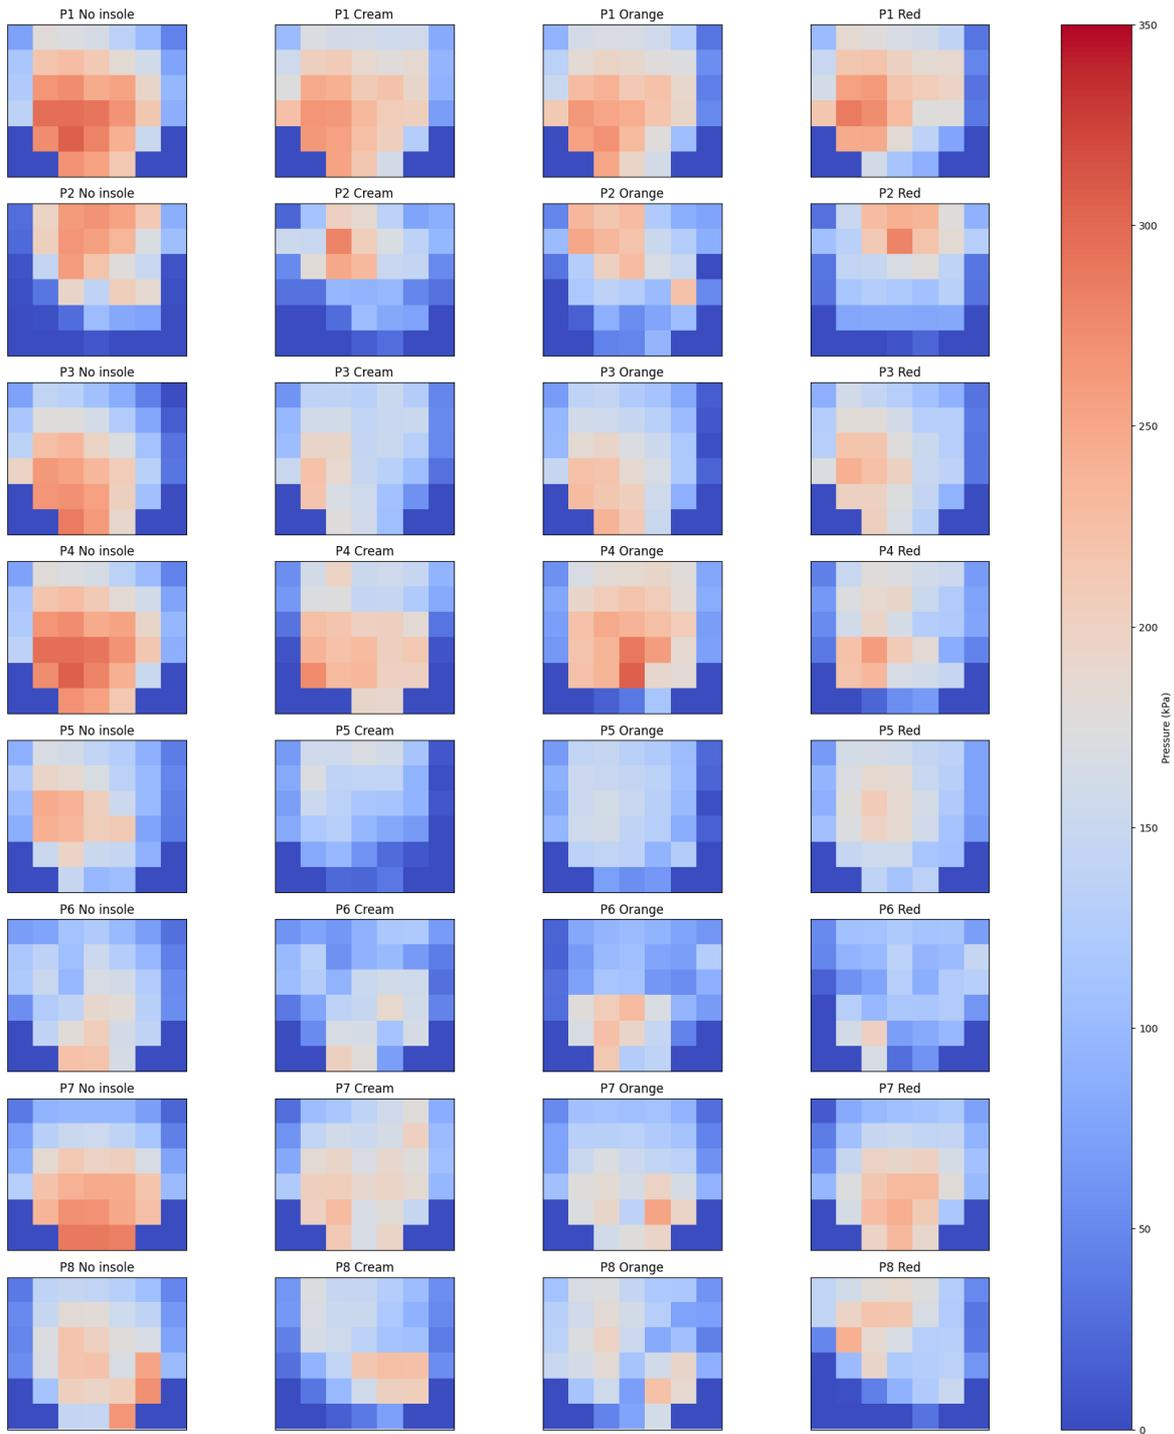 P1 No insole P1 Cream P1 Orange P1 Red
P2 No insole P2 Cream P2 Orange P2 Red
P3 No insole P3 Cream P3 Orange P3 Red
P4 No insole P4 Cream P4 Orange P4 Red
P5 No insole P5 Cream P5 Orange P5 Red
P6 No insole P6 Cream P6 Orange P6 Red
P7 No insole P7 Cream P7 Orange P7 Red
P8 No insole P8 Cream P8 Orange P8 Red
350
300
250
200
150
100
50
0
Pressure (kPa)